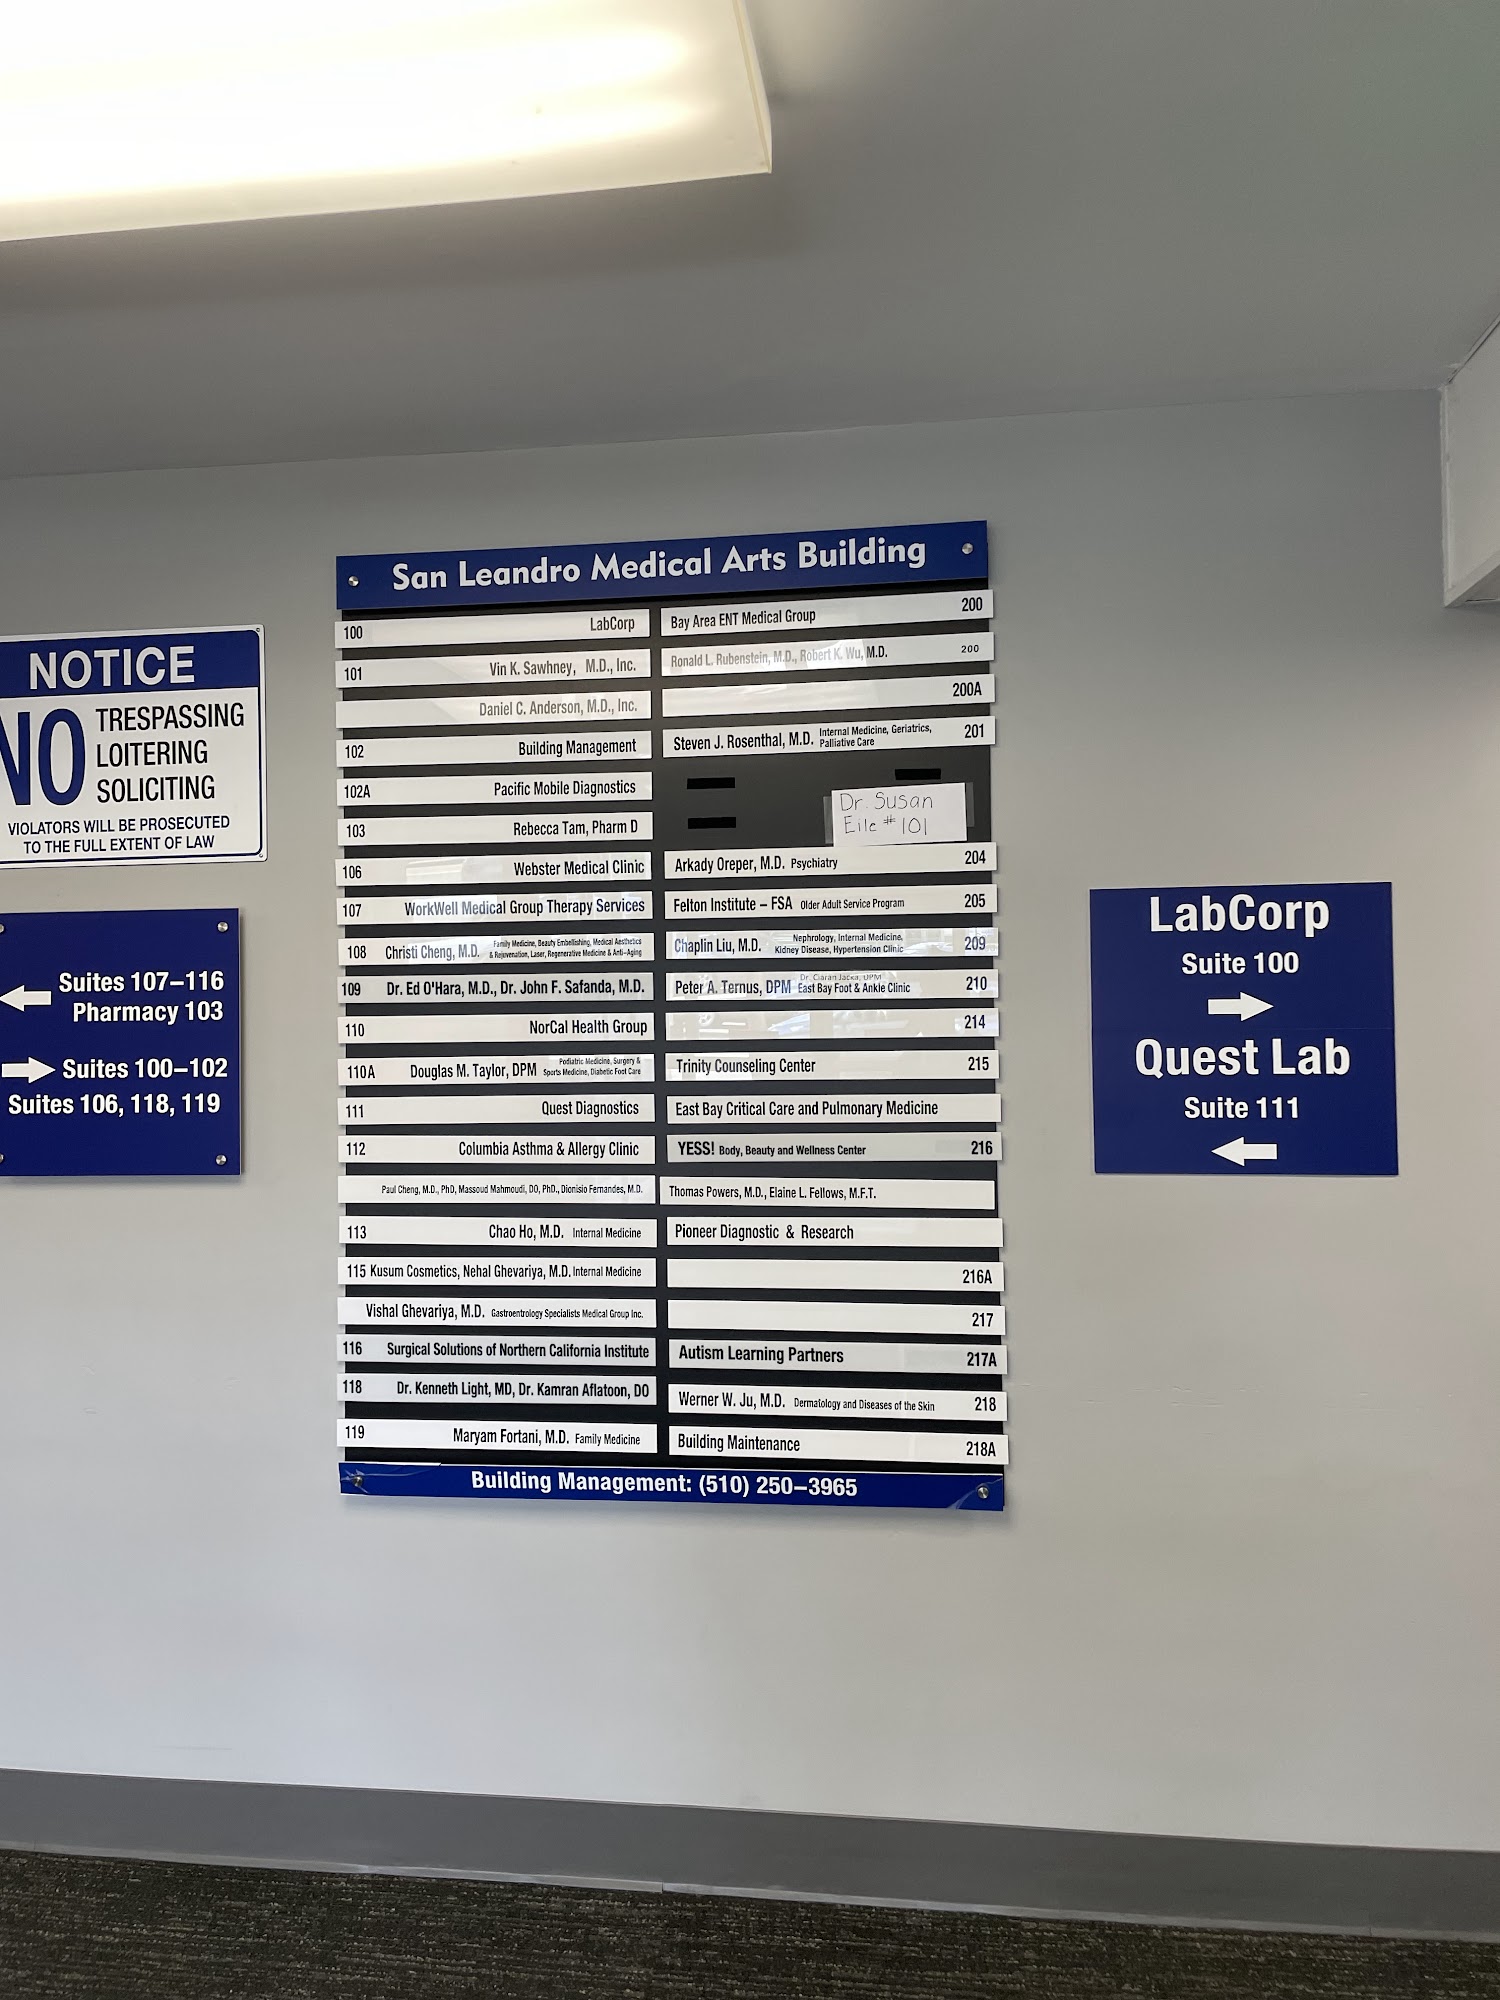 NOTICE
NO
TRESPASSING
LOITERING
SOLICITING
VIOLATORS WILL BE PROSECUTED
TO THE FULL EXTENT OF LAW
Suites 107–116
Pharmacy 103
Suites 100–102
Suites 106, 118, 119
San Leandro Medical Arts Building
100 LabCorp
101 Vin K. Sawhney, M.D., Inc.
Daniel C. Anderson, M.D., Inc.
102 Building Management
102A Pacific Mobile Diagnostics
103 Rebecca Tam, Pharm D
106 Webster Medical Clinic
107 WorkWell Medical Group Therapy Services
108 Christi Cheng, M.D. Family Medicine, Beauty Embellishing, Medical Aesthetics
& Rejuvenation, Laser, Regenerative Medicine & Anti-Aging
109 Dr. Ed O'Hara, M.D., Dr. John F. Safanda, M.D.
110 NorCal Health Group
110A Douglas M. Taylor, DPM Podiatric Medicine, Surgery &
Sports Medicine, Diabetic Foot Care
111 Quest Diagnostics
112 Columbia Asthma & Allergy Clinic
Paul Cheng, M.D., PhD, Massoud Mahmoudi, DO, PhD., Dionisio Fernandes, M.D.
113 Chao Ho, M.D. Internal Medicine
115 Kusum Cosmetics, Nehal Ghevariya, M.D. Internal Medicine
Vishal Ghevariya, M.D. Gastroentrology Specialists Medical Group Inc.
116 Surgical Solutions of Northern California Institute
118 Dr. Kenneth Light, MD, Dr. Kamran Aflatoon, DO
119 Maryam Fortani, M.D. Family Medicine
Bay Area ENT Medical Group 200
Ronald L. Rubenstein, M.D., Robert K. Wu, M.D. 200
200A
Steven J. Rosenthal, M.D. Internal Medicine, Geriatrics,
Palliative Care 201
Dr. Susan
Eile #101
Arkady Oreper, M.D. Psychiatry 204
Felton Institute – FSA Older Adult Service Program 205
Chaplin Liu, M.D. Nephrology, Internal Medicine,
Kidney Disease, Hypertension Clinic 209
Dr. Ciaran Jacka, DPM
Peter A. Ternus, DPM East Bay Foot & Ankle Clinic 210
214
Trinity Counseling Center 215
East Bay Critical Care and Pulmonary Medicine
YESS! Body, Beauty and Wellness Center 216
Thomas Powers, M.D., Elaine L. Fellows, M.F.T.
Pioneer Diagnostic & Research
216A
217
Autism Learning Partners 217A
Werner W. Ju, M.D. Dermatology and Diseases of the Skin 218
Building Maintenance 218A
Building Management: (510) 250–3965
LabCorp
Suite 100
Quest Lab
Suite 111